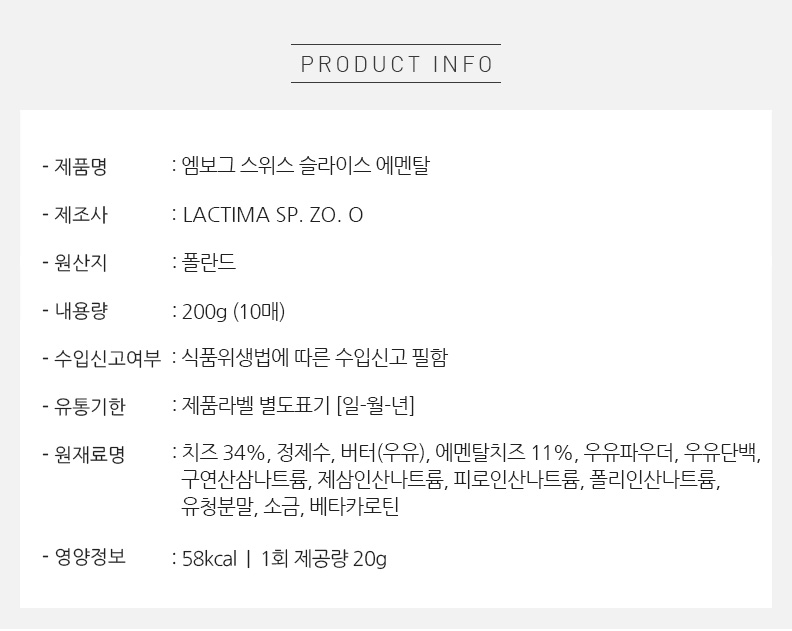 PRODUCT INFO
- 제품명 : 엠보그 스위스 슬라이스 에멘탈
- 제조사 : LACTIMA SP. ZO. O
- 원산지 : 폴란드
- 내용량 : 200g (10매)
- 수입신고여부 : 식품위생법에 따른 수입신고 필함
- 유통기한 : 제품라벨 별도표기 [일-월-년]
- 원재료명 : 치즈 34%, 정제수, 버터(우유), 에멘탈치즈 11%, 우유파우더, 우유단백,
구연산삼나트륨, 제삼인산나트륨, 피로인산나트륨, 폴리인산나트륨,
유청분말, 소금, 베타카로틴
- 영양정보 : 58kcal | 1회 제공량 20g